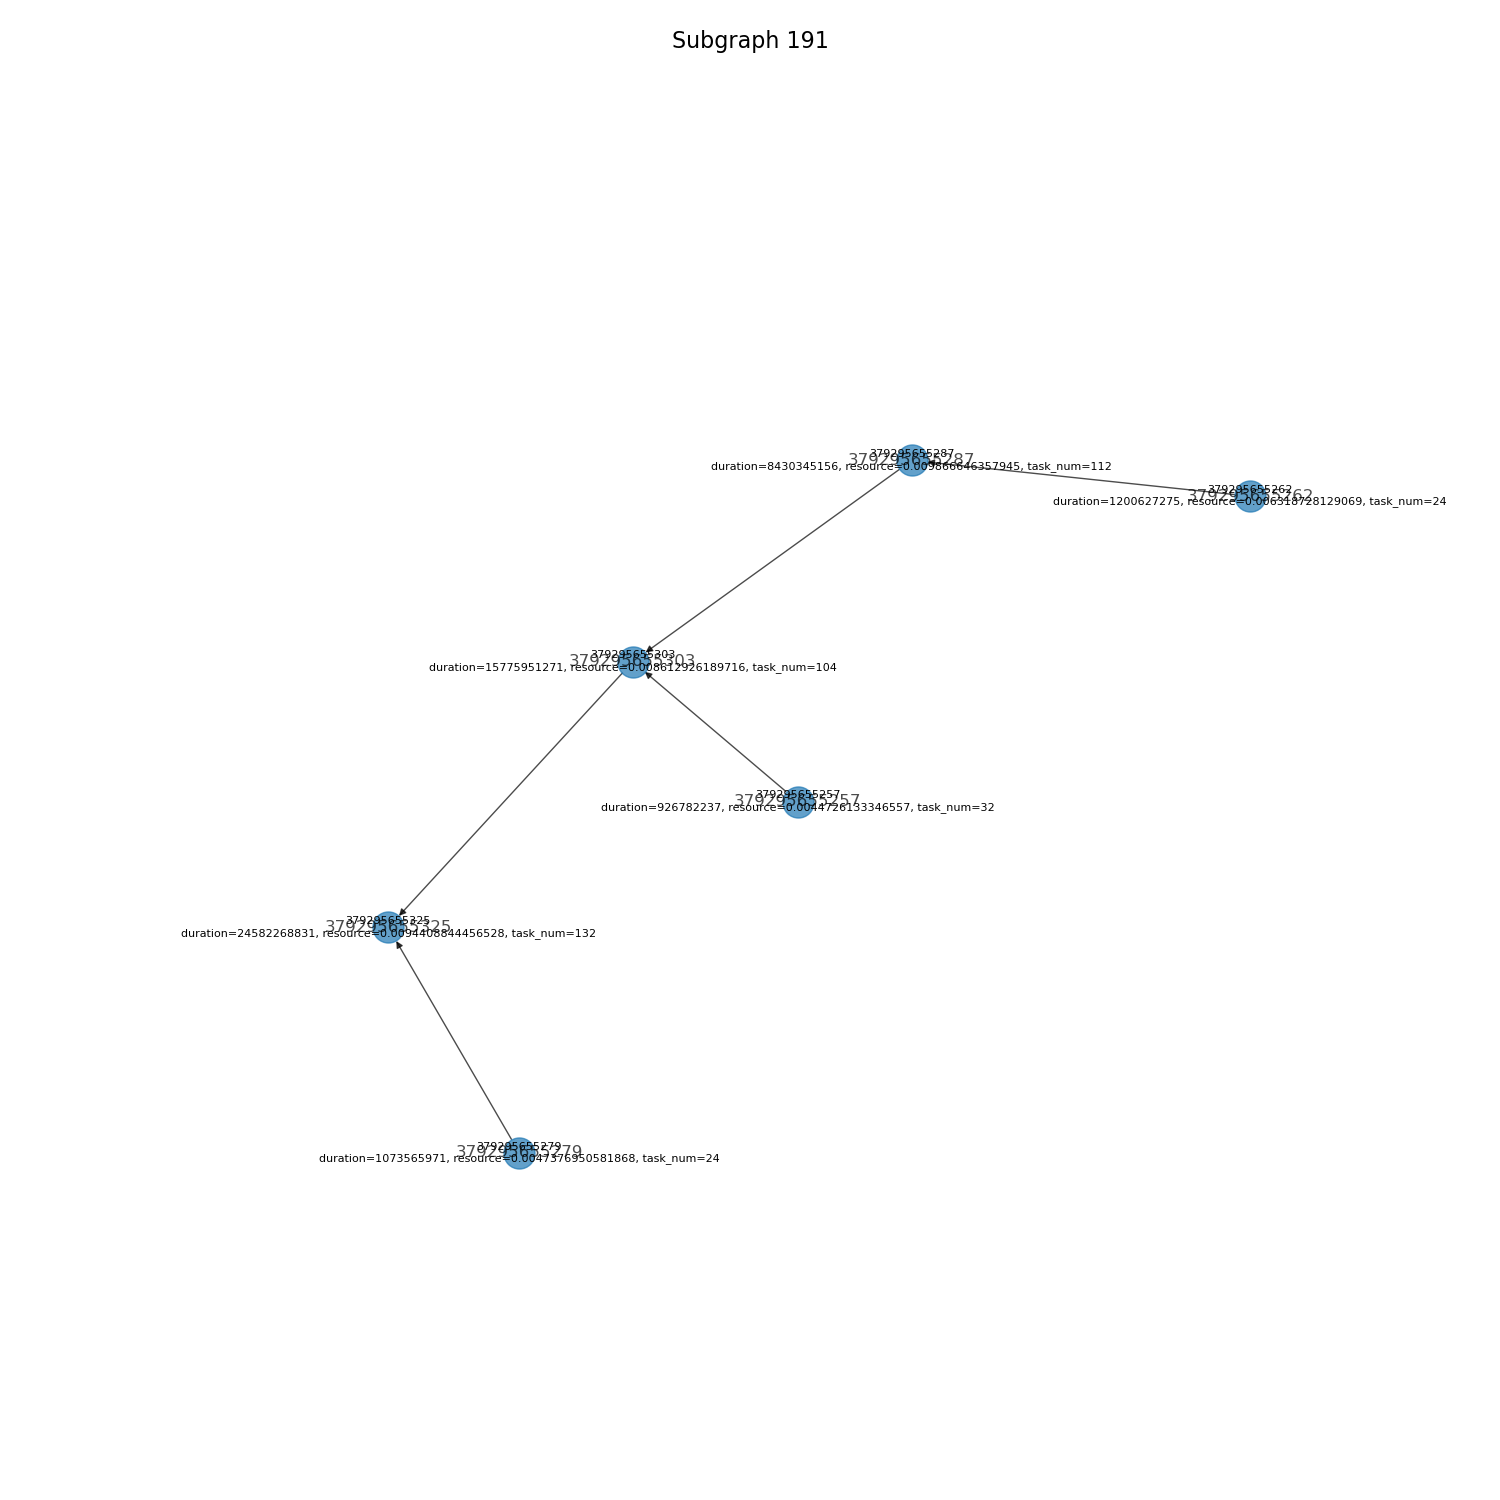 Subgraph 191
379295655287
379295655287
duration=8430345156, resource=0.009866646357945, task_num=112
379295655262
379295655262
duration=1200627275, resource=0.006318728129069, task_num=24
379295655303
379295655303
duration=15775951271, resource=0.008612926189716, task_num=104
379295655257
379295655257
duration=926782237, resource=0.0044726133346557, task_num=32
379295655325
379295655325
duration=24582268831, resource=0.0094408844456528, task_num=132
379295655279
379295655279
duration=1073565971, resource=0.0047376950581868, task_num=24